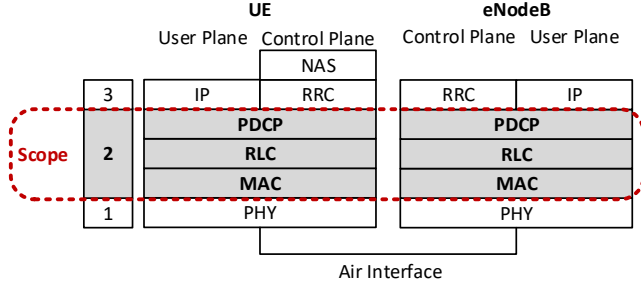 UE eNodeB
User Plane Control Plane Control Plane User Plane
NAS
3 IP RRC RRC IP
PDCP PDCP
Scope 2 RLC RLC
MAC MAC
1 PHY PHY
Air Interface